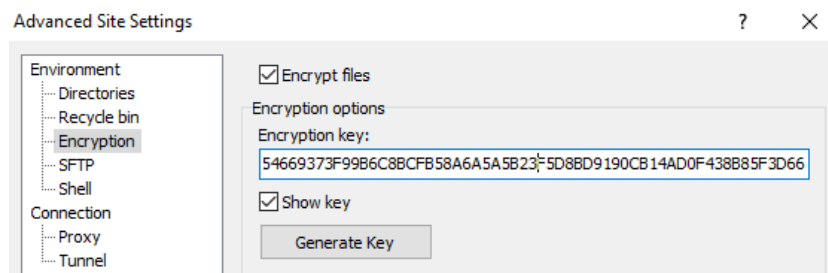 Advanced Site Settings
?
Environment
Directories
Recycle bin
Encryption
SFTP
Shell
Connection
Proxy
Tunnel
Encrypt files
Encryption options
Encryption key:
54669373F99B6C8BCFB58A6A5A5B23F5D8BD9190CB14AD0F438B85F3D66
Show key
Generate Key